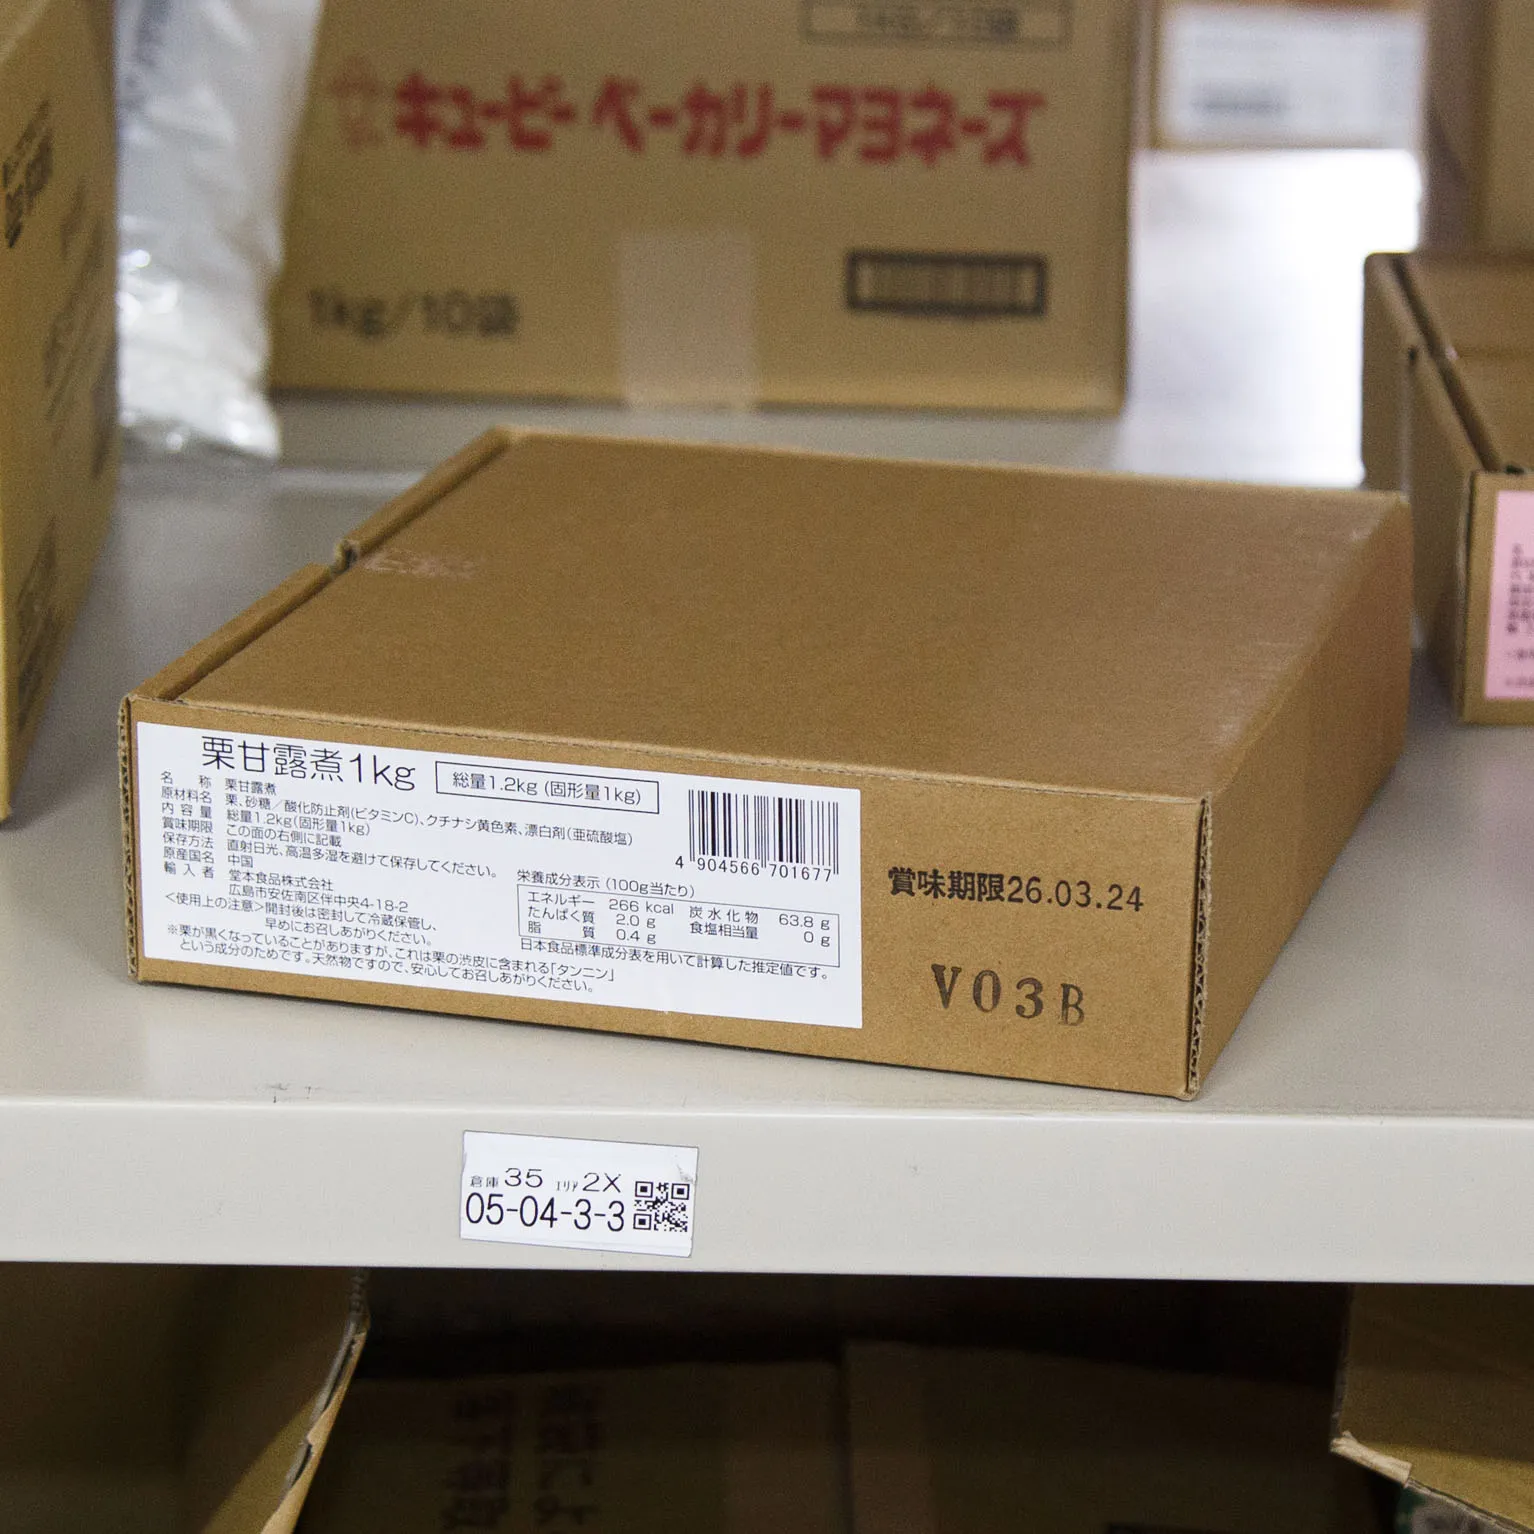 キユーピー ベーカリーマヨネーズ
1kg/10袋
栗甘露煮1kg
総量1.2kg (固形量1kg)
名称 栗甘露煮
原材料名 栗、砂糖/酸化防止剤(ビタミンC)、クチナシ黄色素、漂白剤(亜硫酸塩)
内容量 総量1.2kg(固形量1kg)
賞味期限 この面の右側に記載
保存方法 直射日光、高温多湿を避けて保存してください。
原産国名 中国
輸入者 堂本食品株式会社
広島市安佐南区伴中央4-18-2
<使用上の注意>開封後は密封して冷蔵保管し、
早めにお召しあがりください。
※栗が黒くなっていることがありますが、これは栗の渋皮に含まれる「タンニン」
という成分のためです。天然物ですので、安心してお召しあがりください。
4 904566 701677
栄養成分表示 (100g当たり)
エネルギー 266 kcal 炭水化物 63.8 g
たんぱく質 2.0 g 食塩相当量 0 g
脂質 0.4 g
日本食品標準成分表を用いて計算した推定値です。
賞味期限26.03.24
V03B
倉庫 35 エリア 2X
05-04-3-3